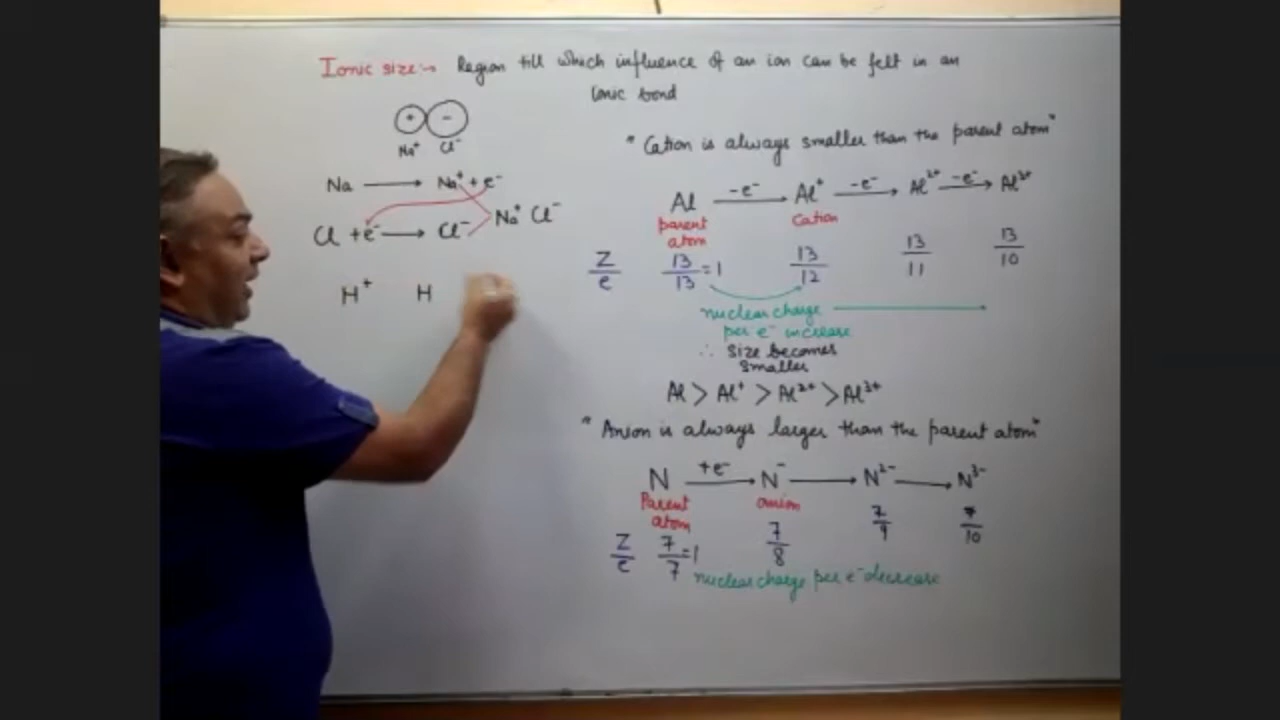 Ionic size:→ Region till which influence of an ion can be felt in an
Ionic bond
+ -
Na⁺ Cl⁻
Na ⟶ Na⁺ + e⁻
Cl + e⁻ ⟶ Cl⁻
Na⁺ Cl⁻
H⁺ H
"Cation is always smaller than the parent atom"
Al -e⁻⟶ Al⁺ -e⁻⟶ Al²⁺ -e⁻⟶ Al³⁺
parent atom
Cation
Z/e 13/13 = 1 13/12 13/11 13/10
nuclear charge ⟶
per e⁻ increase
∴ Size becomes
smaller
Al > Al⁺ > Al²⁺ > Al³⁺
"Anion is always larger than the parent atom"
N +e⁻⟶ N⁻ ⟶ N²⁻ ⟶ N³⁻
Parent atom
anion
Z/e 7/7 = 1 7/8 7/9 7/10
nuclear charge per e⁻ decrease